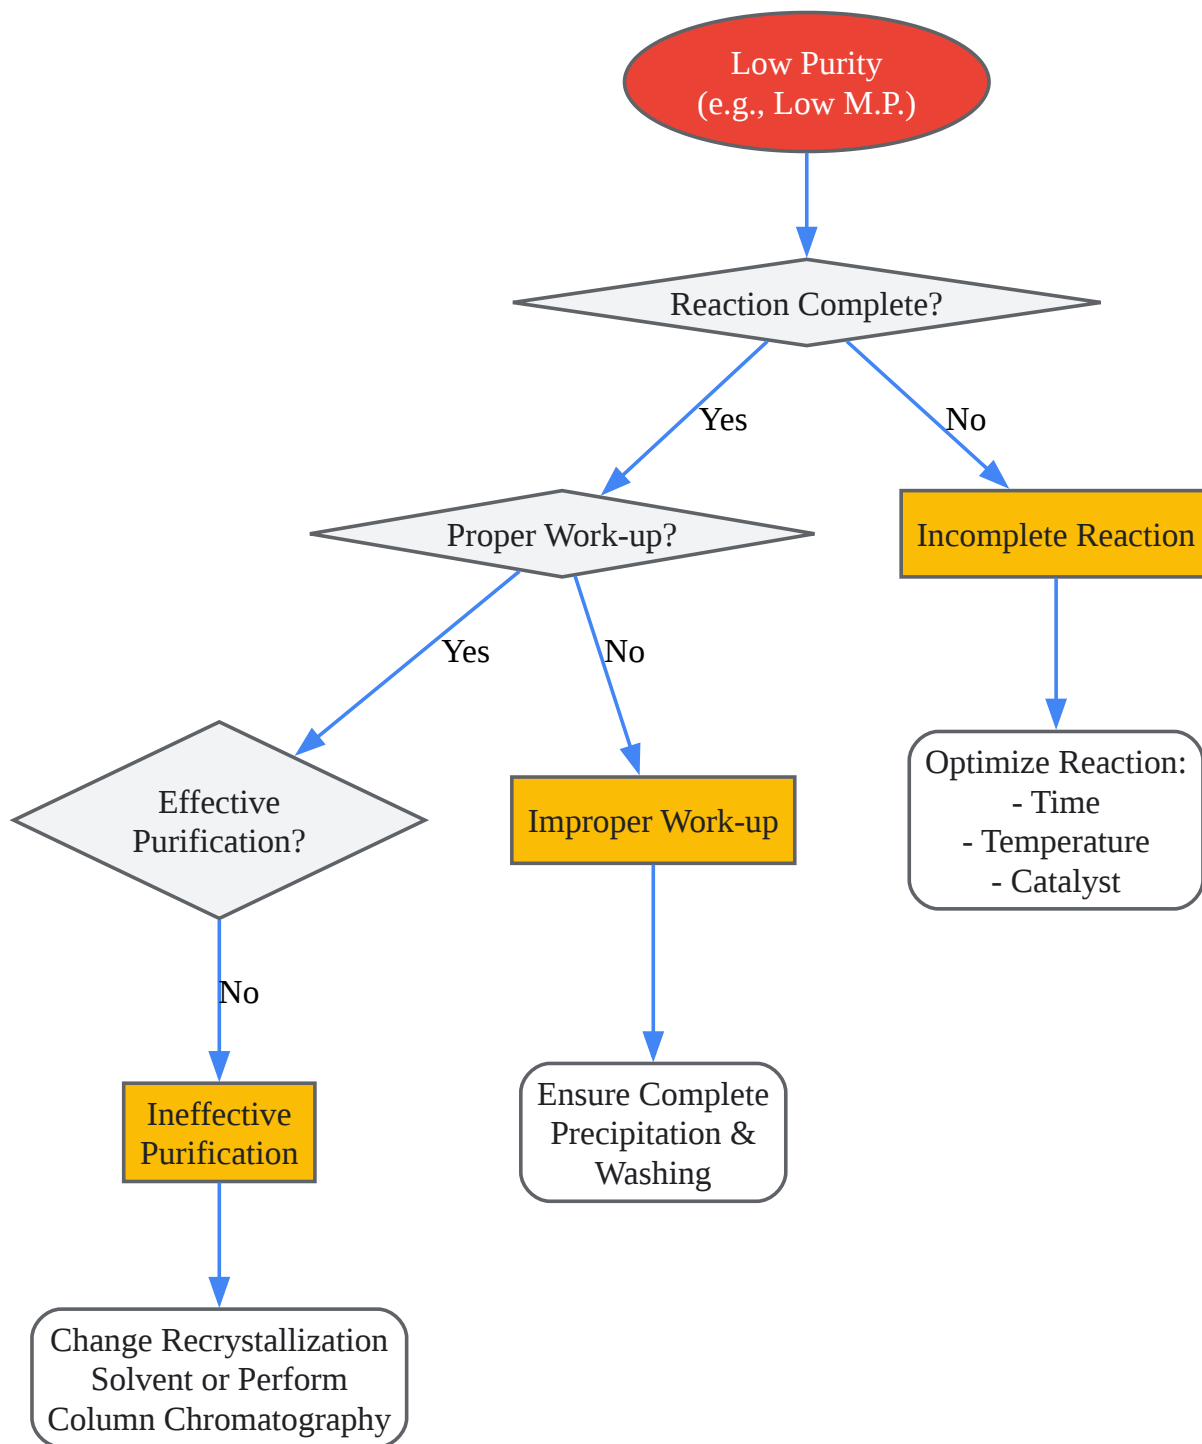 Low Purity
(e.g., Low M.P.)
Reaction Complete?
Yes
No
Proper Work-up?
Incomplete Reaction
Yes
No
Optimize Reaction:
- Time
- Temperature
- Catalyst
Effective
Purification?
Improper Work-up
No
Ensure Complete
Precipitation &
Washing
Ineffective
Purification
Change Recrystallization
Solvent or Perform
Column Chromatography